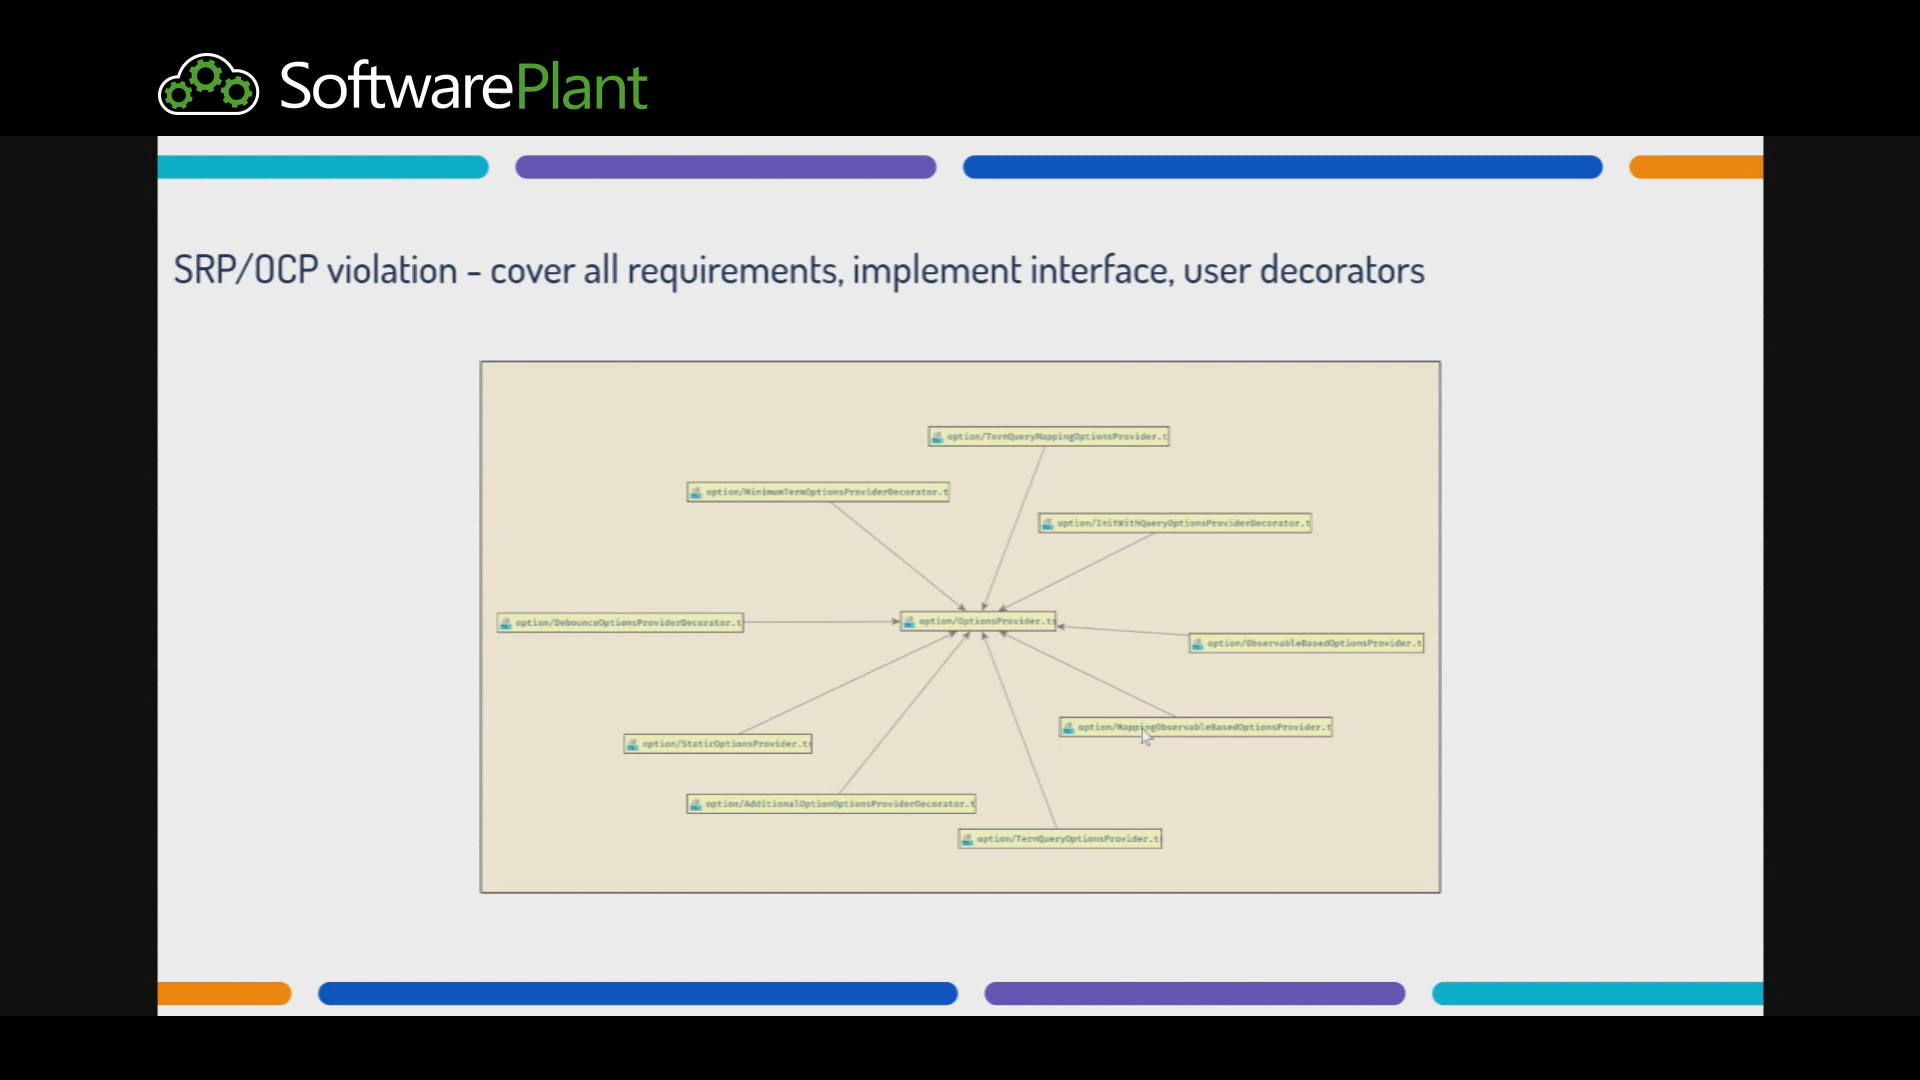 SoftwarePlant
SRP/OCP violation - cover all requirements, implement interface, user decorators
option/TermQueryMappingOptionsProvider.t
option/MinimumTermOptionsProviderDecorator.t
option/InitWithQueryOptionsProviderDecorator.t
option/DebounceOptionsProviderDecorator.t
option/OptionsProvider.ts
option/ObservableBasedOptionsProvider.t
option/MappingObservableBasedOptionsProvider.t
option/StaticOptionsProvider.ts
option/AdditionalOptionOptionsProviderDecorator.t
option/TermQueryOptionsProvider.ts